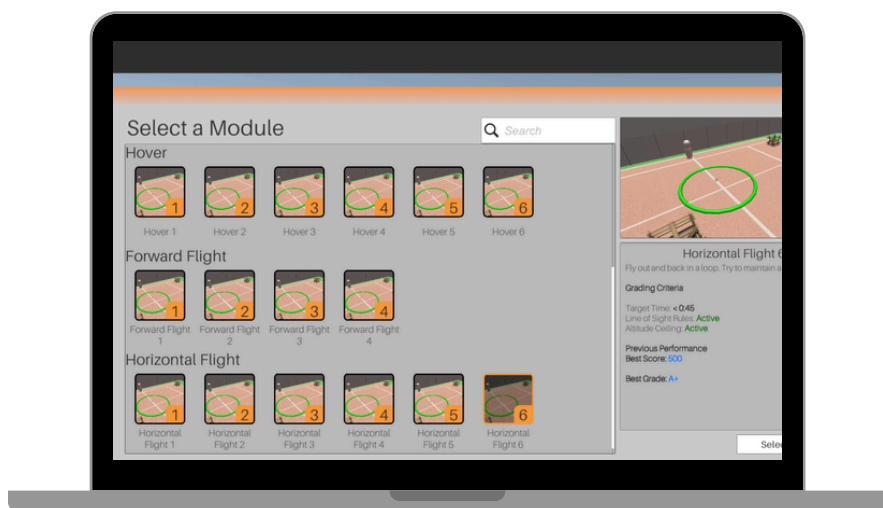 Select a Module
Search
Hover
1 2 3 4 5 6
Hover 1 Hover 2 Hover 3 Hover 4 Hover 5 Hover 6
Forward Flight
1 2 3 4
Forward Flight 1 Forward Flight 2 Forward Flight 3 Forward Flight 4
Horizontal Flight
1 2 3 4 5 6
Horizontal Flight 1 Horizontal Flight 2 Horizontal Flight 3 Horizontal Flight 4 Horizontal Flight 5 Horizontal Flight 6
Horizontal Flight 6
Fly out and back in a loop. Try to maintain a
Grading Criteria
Target Time: < 0:45
Line of Sight Rules: Active
Altitude Ceiling: Active
Previous Performance
Best Score: 500
Best Grade: A+
Selec